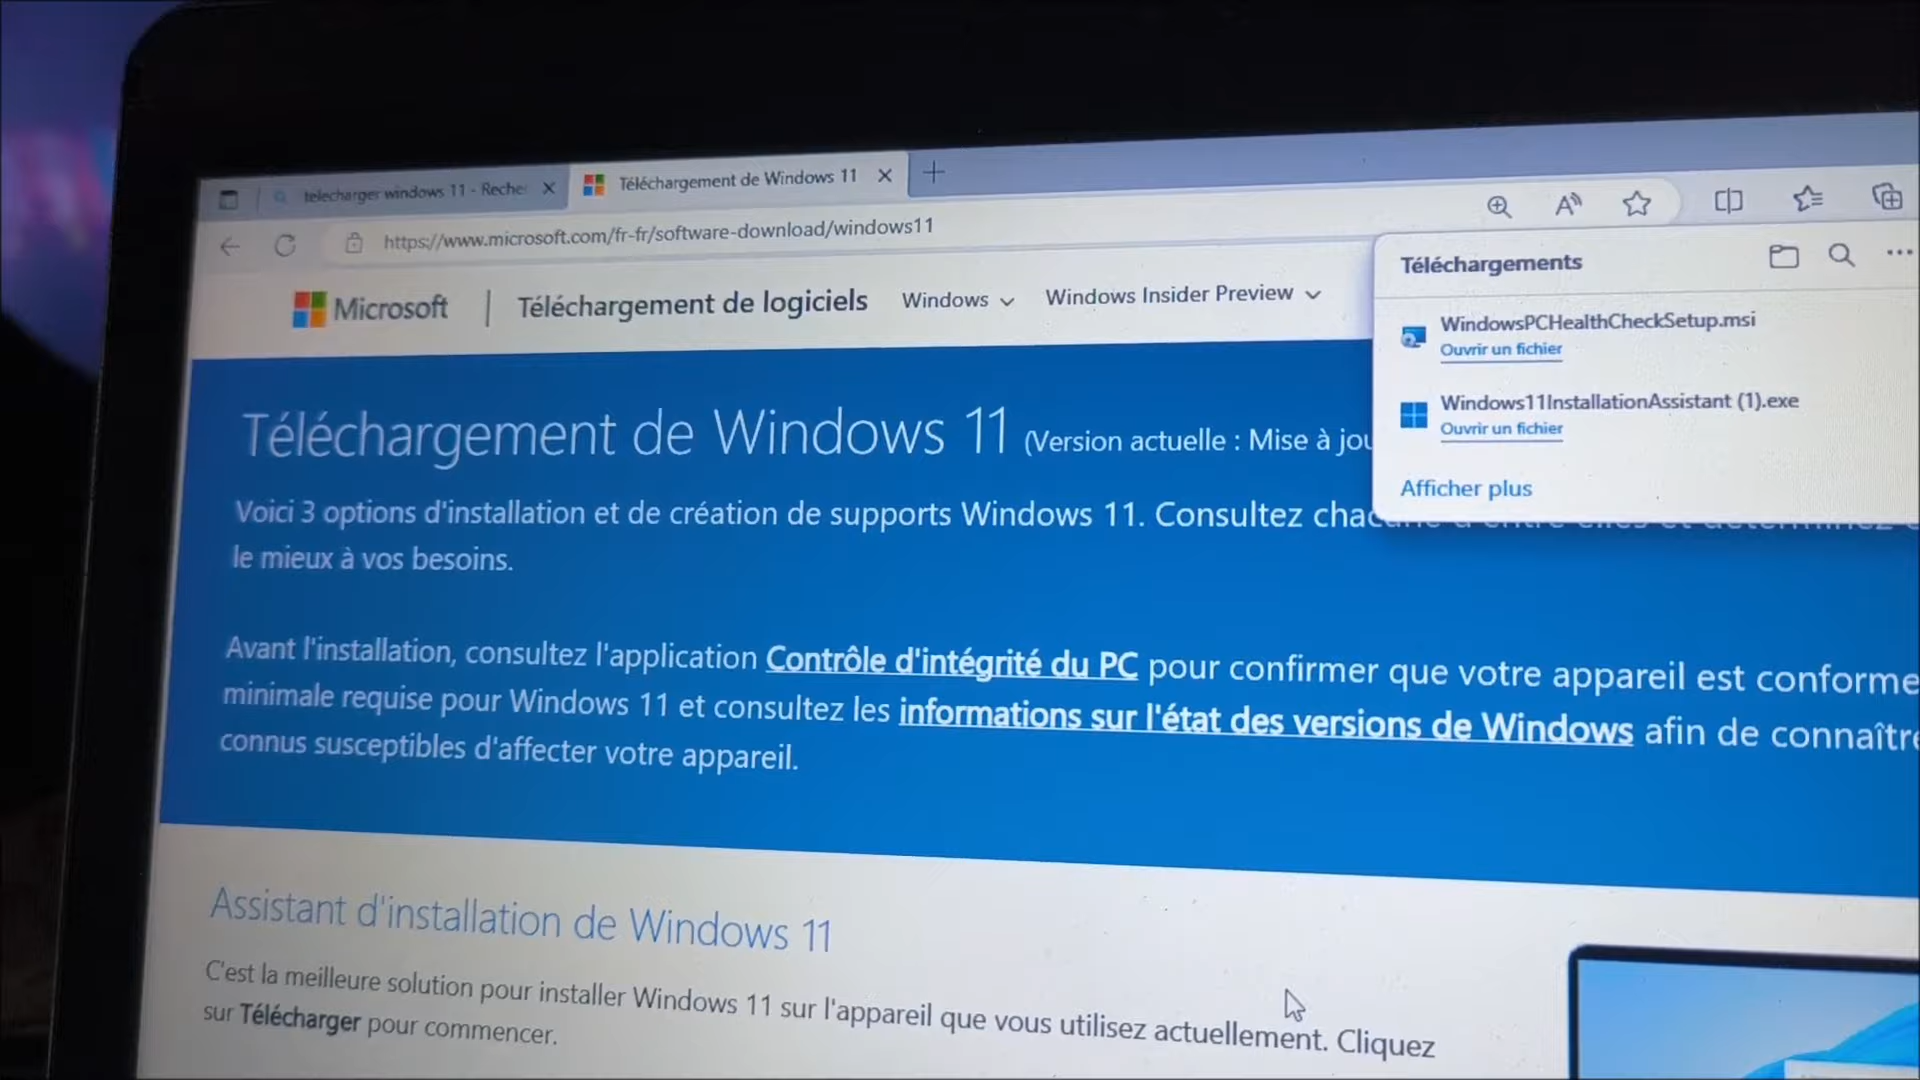 telecharger windows 11 - Reche
Téléchargement de Windows 11
https://www.microsoft.com/fr-fr/software-download/windows11
Microsoft | Téléchargement de logiciels
Windows
Windows Insider Preview
Téléchargements
WindowsPCHealthCheckSetup.msi
Ouvrir un fichier
Windows11InstallationAssistant (1).exe
Ouvrir un fichier
Afficher plus
Téléchargement de Windows 11 (Version actuelle : Mise à jou
Voici 3 options d'installation et de création de supports Windows 11. Consultez
le mieux à vos besoins.
Avant l'installation, consultez l'application Contrôle d'intégrité du PC pour confirmer que votre appareil est conforme
minimale requise pour Windows 11 et consultez les informations sur l'état des versions de Windows afin de connaître
connus susceptibles d'affecter votre appareil.
Assistant d'installation de Windows 11
C'est la meilleure solution pour installer Windows 11 sur l'appareil que vous utilisez actuellement. Cliquez
sur Télécharger pour commencer.